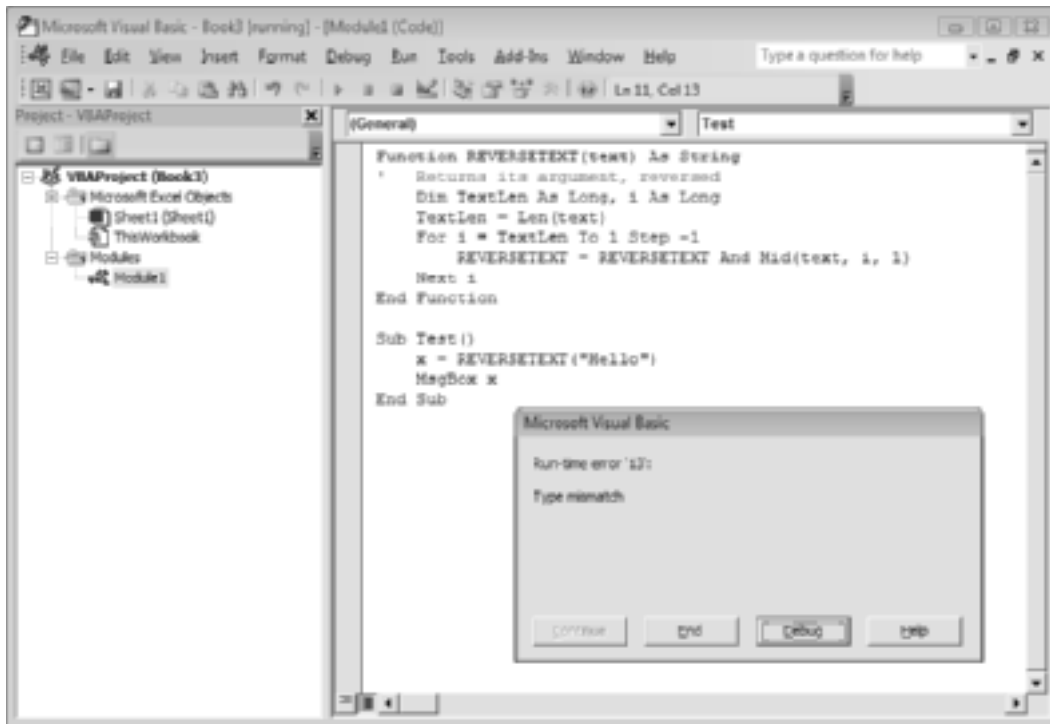 Microsoft Visual Basic - Book3 [running] - [Module1 (Code)]
File Edit View Insert Format Debug Run Tools Add-Ins Window Help Type a question for help
Ln 11, Col 13
Project - VBAProject
(General) Test
VBAProject (Book3)
Microsoft Excel Objects
Sheet1 (Sheet1)
ThisWorkbook
Modules
Module1
Function REVERSETEXT(text) As String
' Returns its argument, reversed
Dim TextLen As Long, i As Long
TextLen = Len(text)
For i = TextLen To 1 Step -1
REVERSETEXT = REVERSETEXT And Mid(text, i, 1)
Next i
End Function
Sub Test()
x = REVERSETEXT("Hello")
MsgBox x
End Sub
Microsoft Visual Basic
Run-time error '13':
Type mismatch
Continue End Debug Help